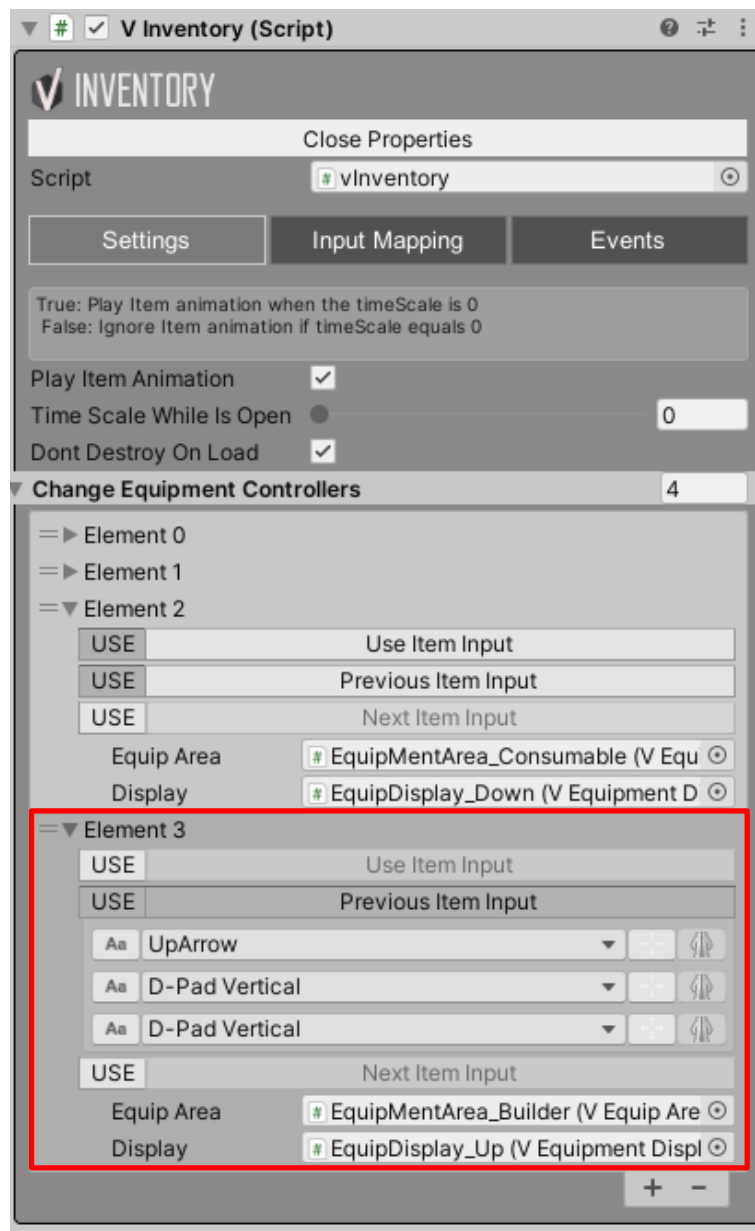 # V Inventory (Script)
V INVENTORY
Close Properties
Script # vInventory
Settings Input Mapping Events
True: Play Item animation when the timeScale is 0
False: Ignore Item animation if timeScale equals 0
Play Item Animation
Time Scale While Is Open 0
Dont Destroy On Load
Change Equipment Controllers 4
Element 0
Element 1
Element 2
USE Use Item Input
USE Previous Item Input
USE Next Item Input
Equip Area # EquipMentArea_Consumable (V Equ
Display # EquipDisplay_Down (V Equipment D
Element 3
USE Use Item Input
USE Previous Item Input
Aa UpArrow
Aa D-Pad Vertical
Aa D-Pad Vertical
USE Next Item Input
Equip Area # EquipMentArea_Builder (V Equip Are
Display # EquipDisplay_Up (V Equipment Displ
+ -